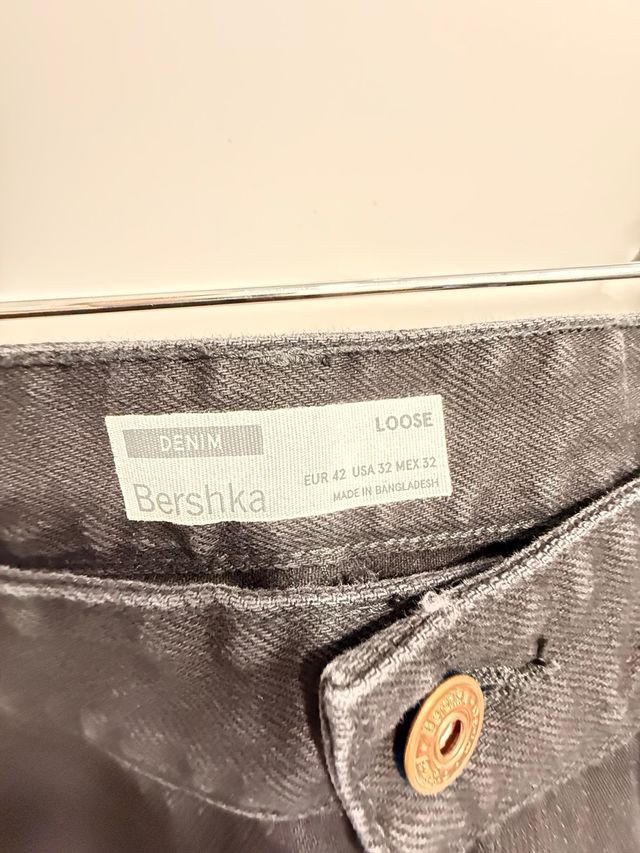 DENIM
LOOSE
Bershka
EUR 42 USA 32 MEX 32
MADE IN BANGLADESH